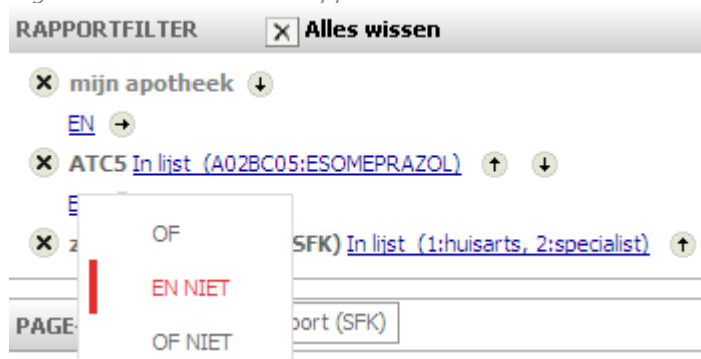 RAPPORTFILTER Alles wissen
mijn apotheek
EN
ATC5 In lijst (A02BC05:ESOMEPRAZOL)
OF
SFK) In lijst (1:huisarts, 2:specialist)
EN NIET
PAGE- port (SFK)
OF NIET